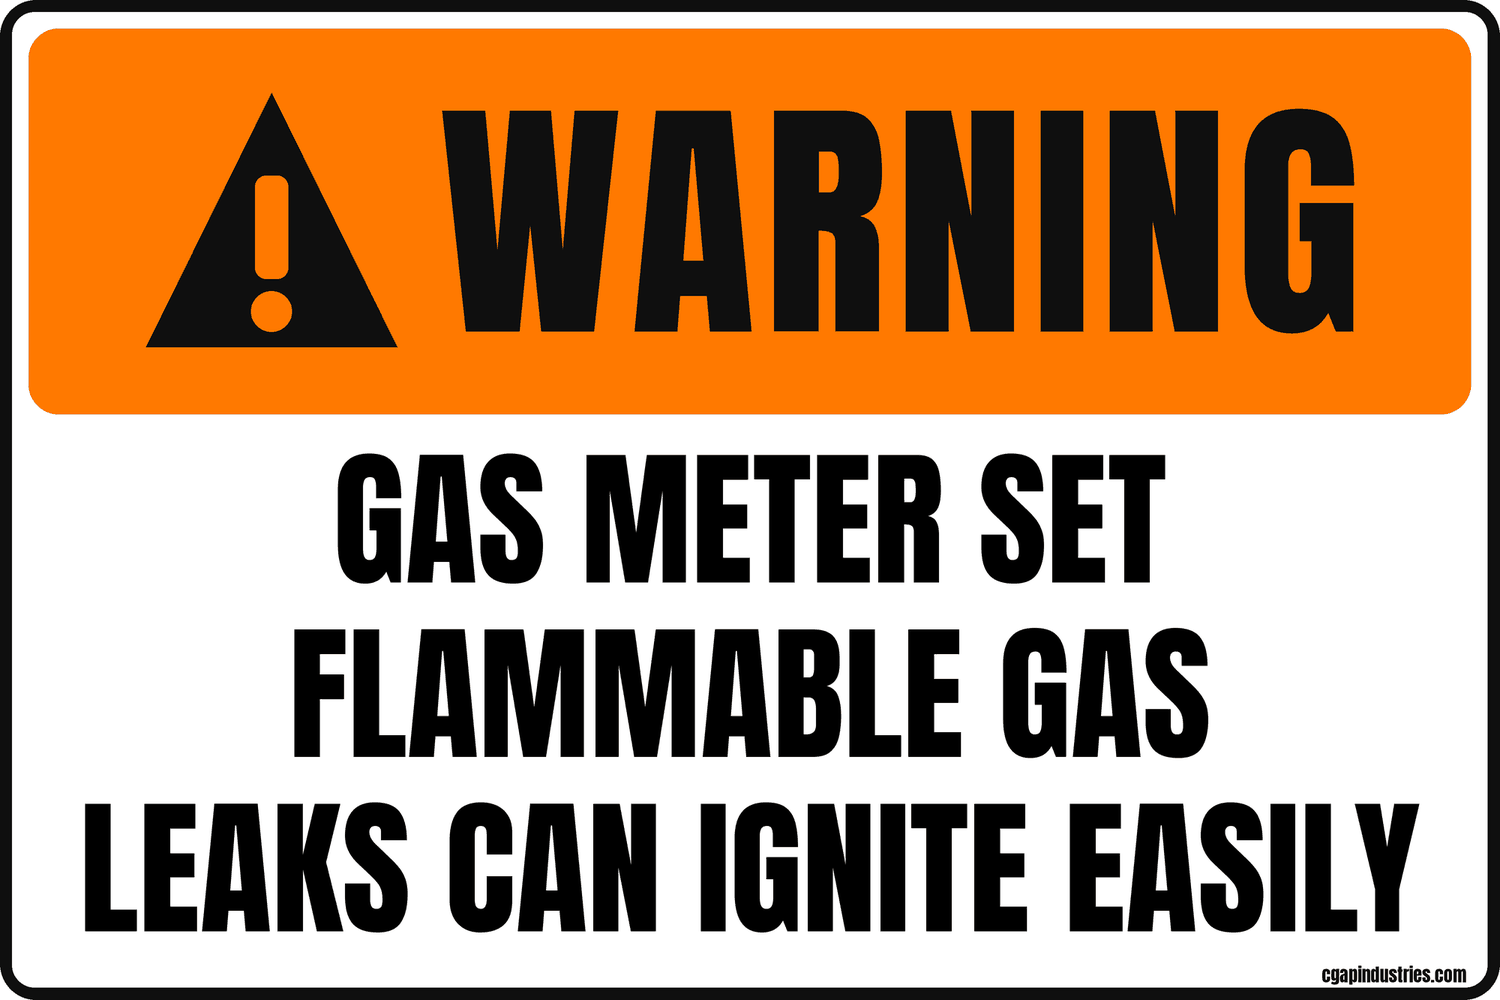 WARNING
GAS METER SET
FLAMMABLE GAS
LEAKS CAN IGNITE EASILY
cgapindustries.com